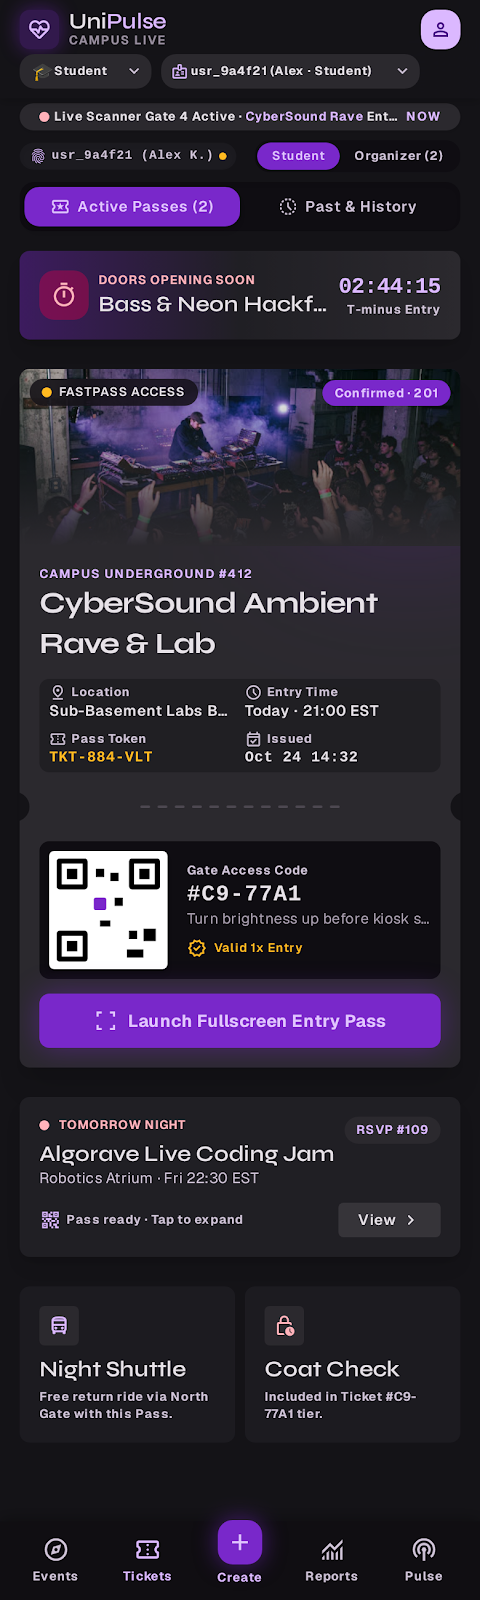 UniPulse
CAMPUS LIVE
🎓 Student
usr_9a4f21 (Alex · Student)
Live Scanner Gate 4 Active · CyberSound Rave Ent... NOW
usr_9a4f21 (Alex K.)
Student
Organizer (2)
Active Passes (2)
Past & History
DOORS OPENING SOON
Bass & Neon Hackf...
02:44:15
T-minus Entry
FASTPASS ACCESS
Confirmed · 201
CAMPUS UNDERGROUND #412
CyberSound Ambient
Rave & Lab
Location
Sub-Basement Labs B...
Entry Time
Today · 21:00 EST
Pass Token
TKT-884-VLT
Issued
Oct 24 14:32
Gate Access Code
#C9-77A1
Turn brightness up before kiosk s...
Valid 1x Entry
Launch Fullscreen Entry Pass
TOMORROW NIGHT
RSVP #109
Algorave Live Coding Jam
Robotics Atrium · Fri 22:30 EST
Pass ready · Tap to expand
View
Night Shuttle
Free return ride via North
Gate with this Pass.
Coat Check
Included in Ticket #C9-
77A1 tier.
Events
Tickets
Create
Reports
Pulse